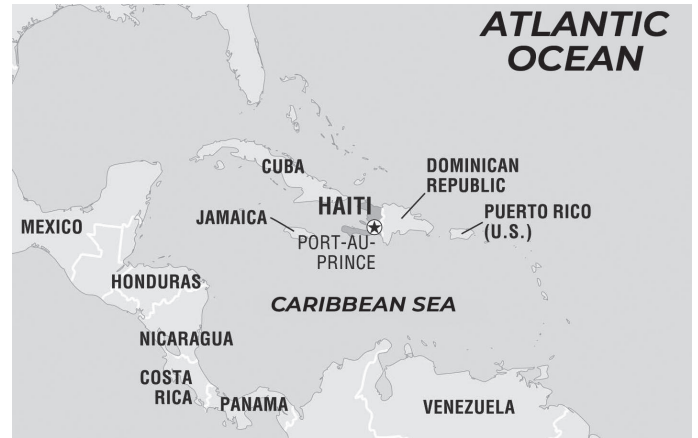 ATLANTIC
OCEAN
CUBA
DOMINICAN
REPUBLIC
HAITI
PUERTO RICO
(U.S.)
JAMAICA
MEXICO
PORT-AU-
PRINCE
HONDURAS
CARIBBEAN SEA
NICARAGUA
COSTA
RICA
PANAMA
VENEZUELA